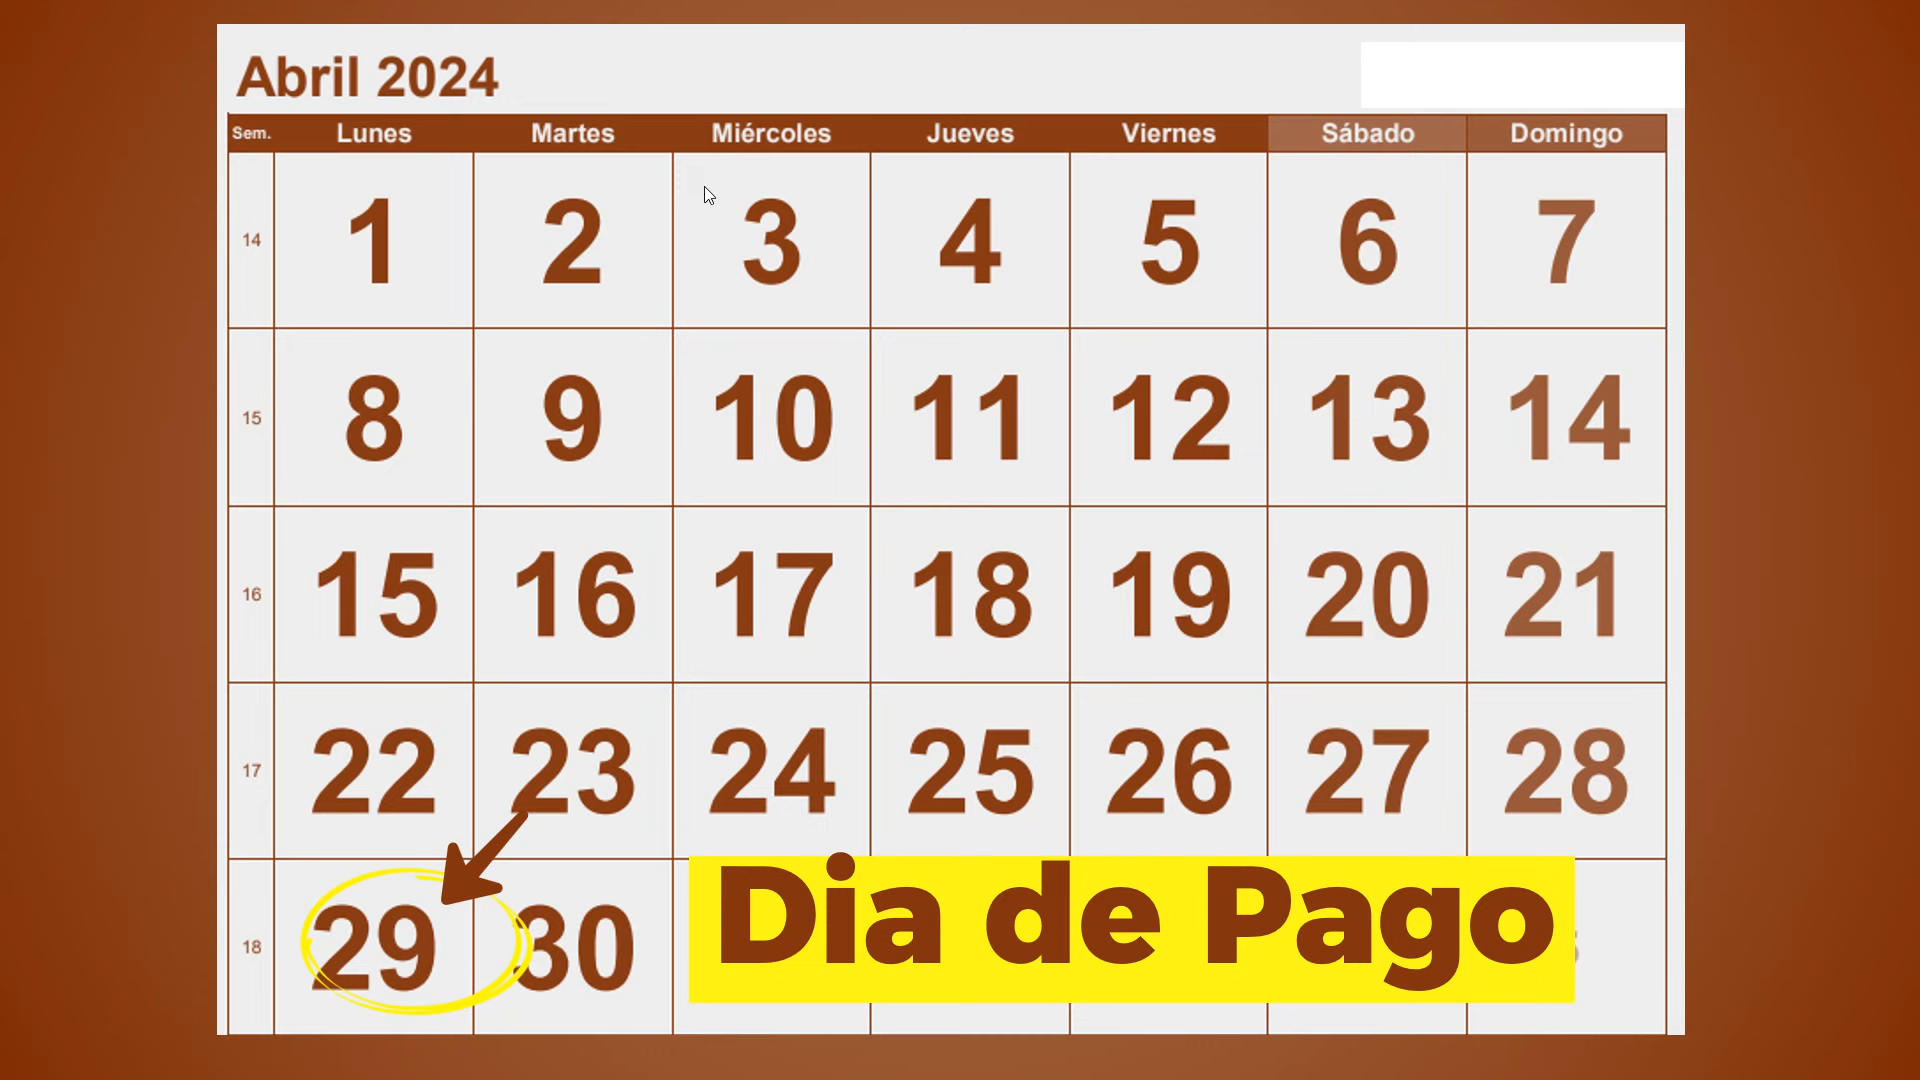 Abril 2024
Sem. Lunes Martes Miércoles Jueves Viernes Sábado Domingo
14 1 2 3 4 5 6 7
15 8 9 10 11 12 13 14
16 15 16 17 18 19 20 21
17 22 23 24 25 26 27 28
18 29 30 Dia de Pago